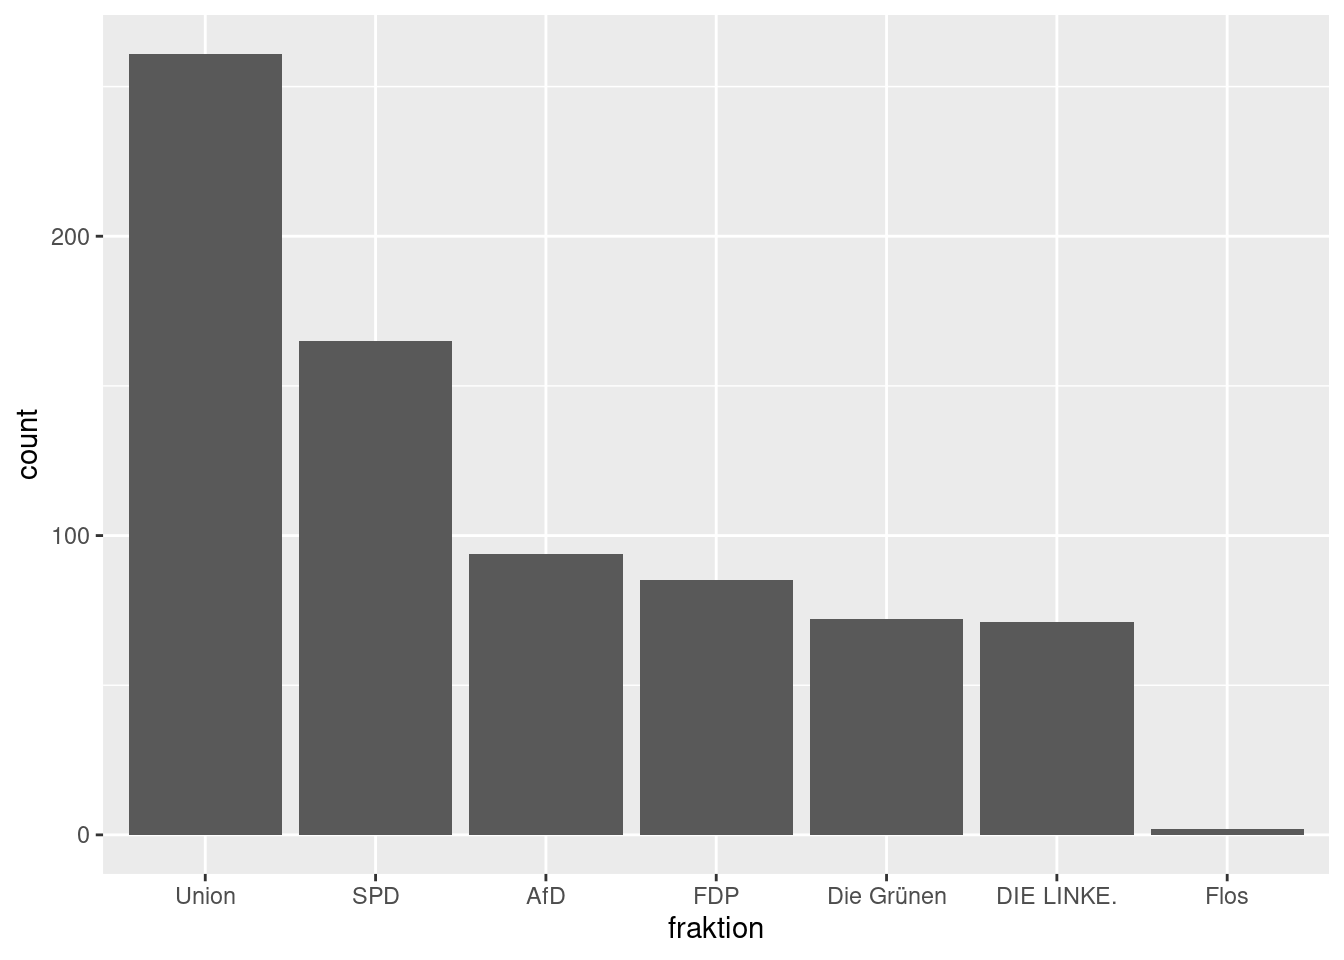 count
200
100
0
Union SPD AfD FDP Die Grünen DIE LINKE. Flos
fraktion